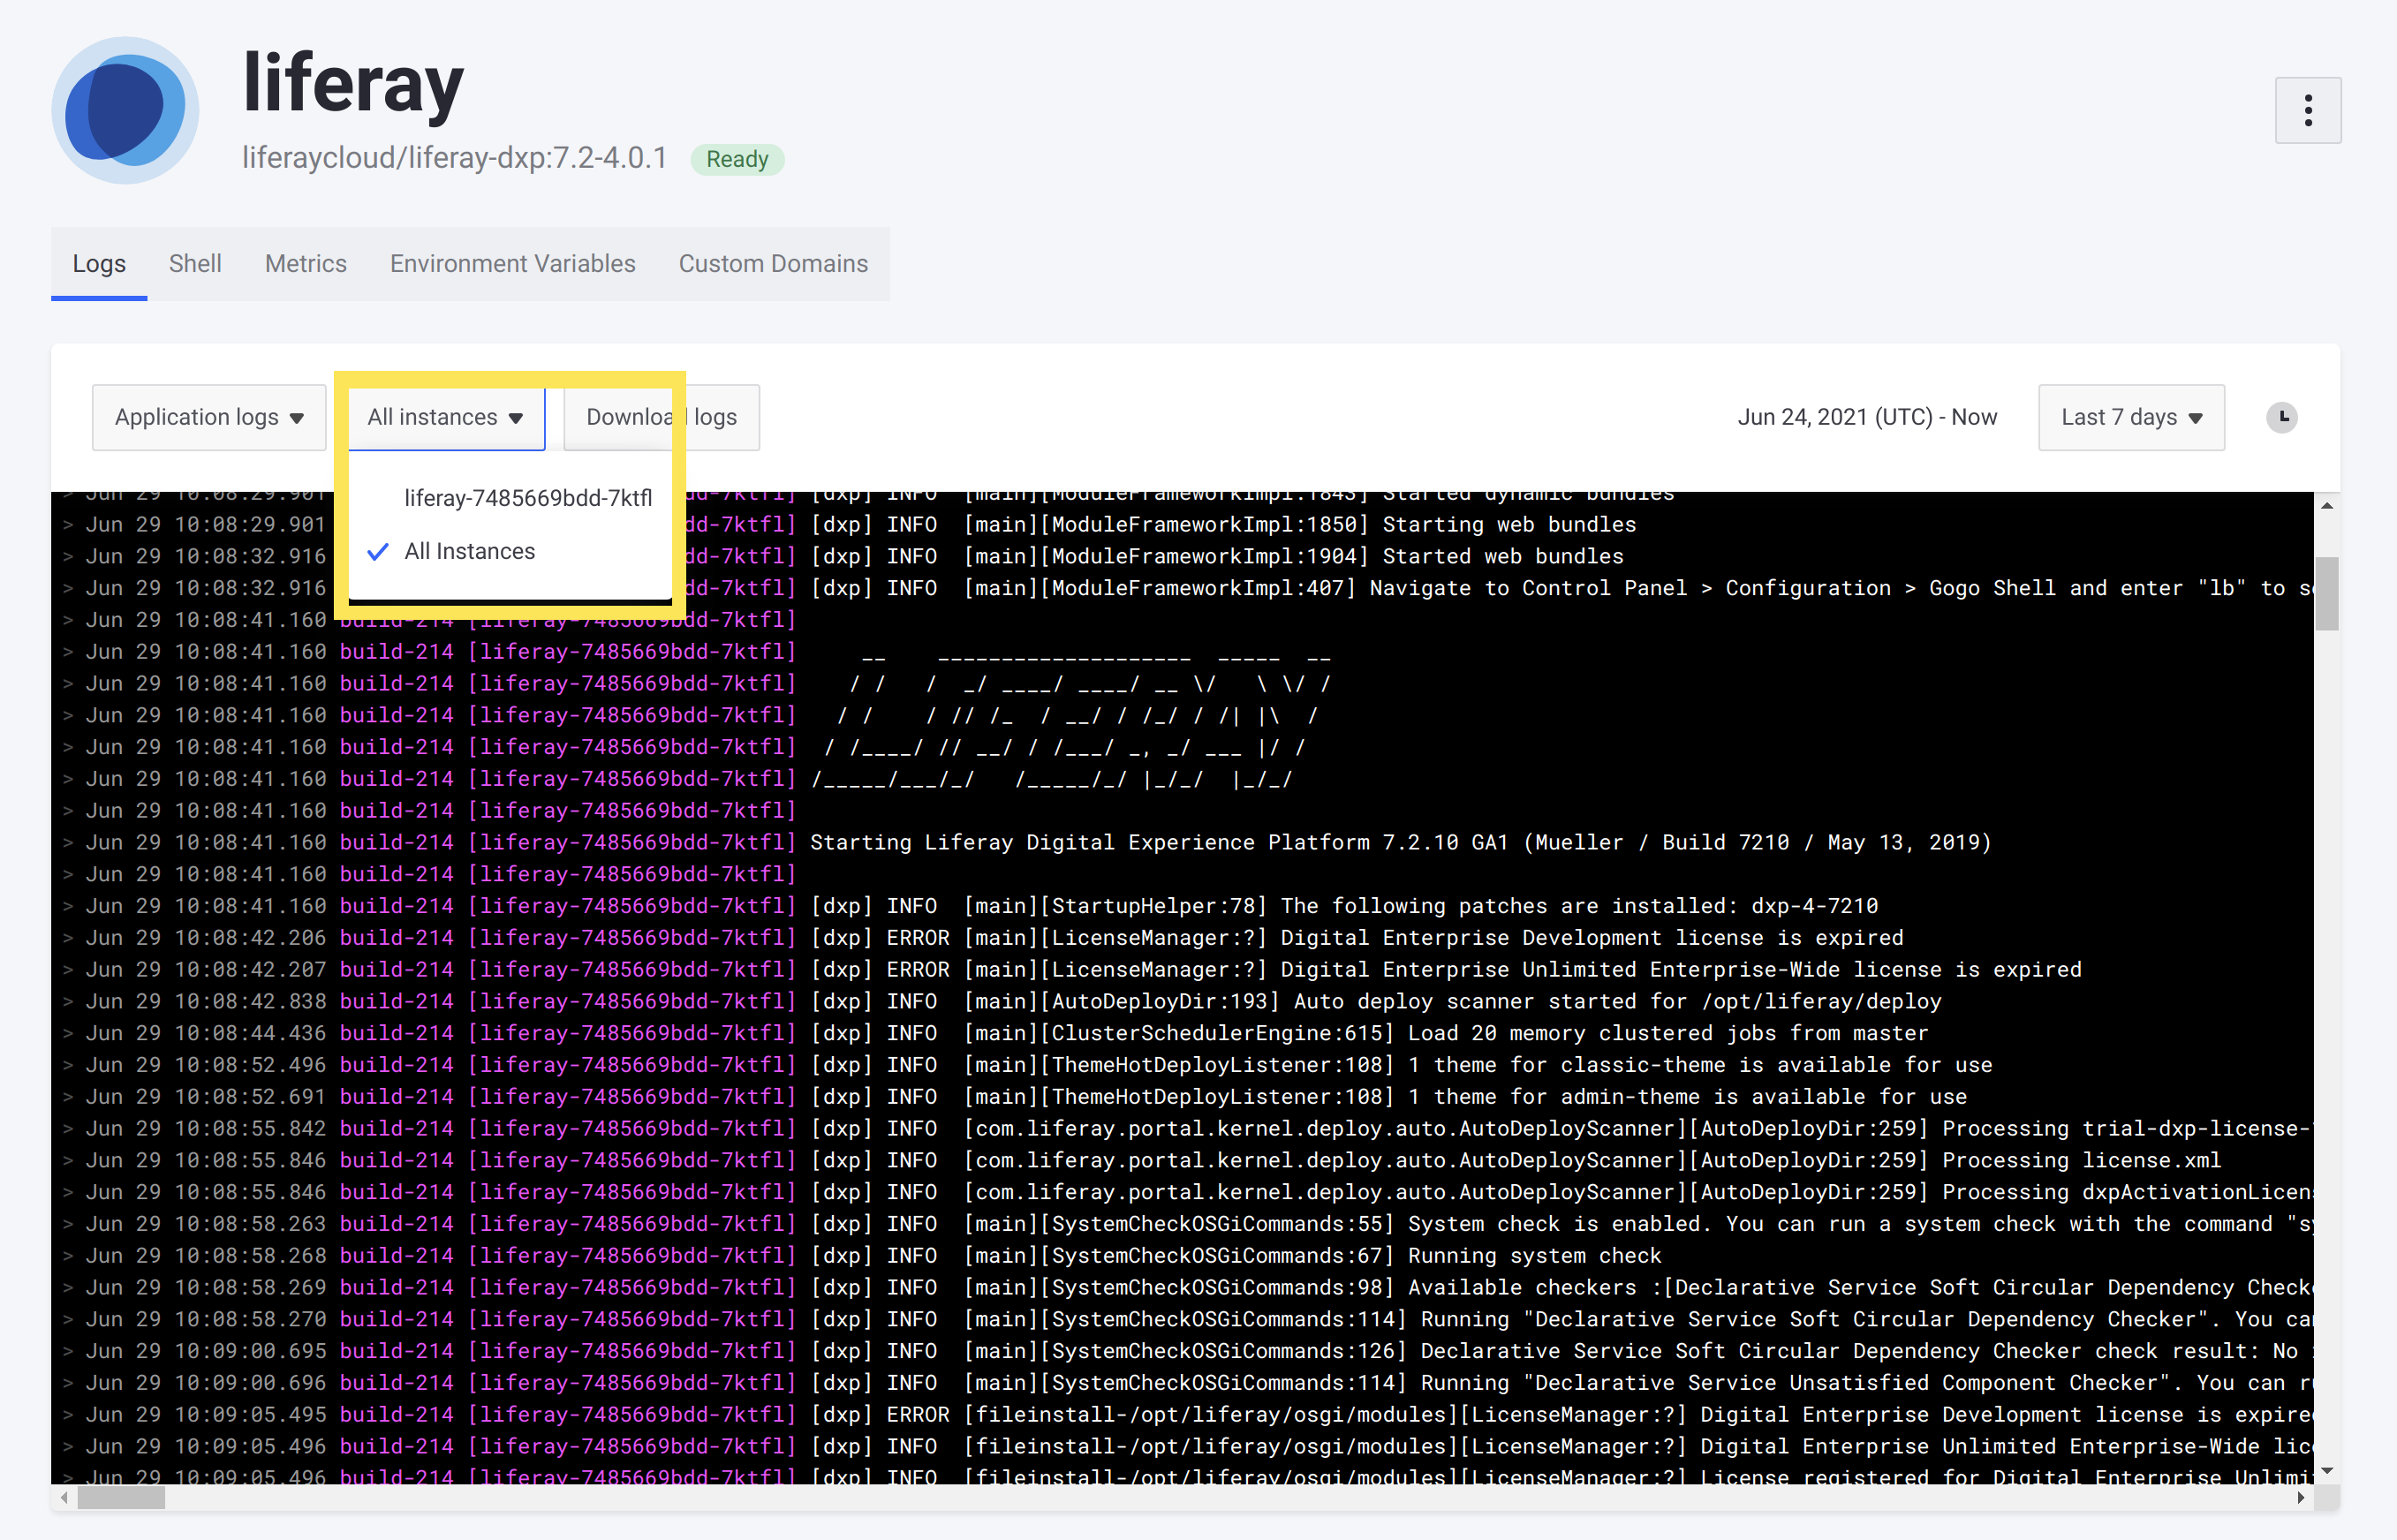 liferay
liferaycloud/liferay-dxp:7.2-4.0.1 Ready
Logs Shell Metrics Environment Variables Custom Domains
Application logs All instances Download logs Jun 24, 2021 (UTC) - Now Last 7 days
liferay-7485669bdd-7ktfl
All Instances
> Jun 29 10:08:29.901 dd-7ktfl] [dxp] INFO [main][ModuleFrameworkImpl:1843] Started dynamic bundles
> Jun 29 10:08:29.901 dd-7ktfl] [dxp] INFO [main][ModuleFrameworkImpl:1850] Starting web bundles
> Jun 29 10:08:32.916 dd-7ktfl] [dxp] INFO [main][ModuleFrameworkImpl:1904] Started web bundles
> Jun 29 10:08:32.916 dd-7ktfl] [dxp] INFO [main][ModuleFrameworkImpl:407] Navigate to Control Panel > Configuration > Gogo Shell and enter "lb" to s
> Jun 29 10:08:41.160 build-214 [liferay-7485669bdd-7ktfl]
> Jun 29 10:08:41.160 build-214 [liferay-7485669bdd-7ktfl]
> Jun 29 10:08:41.160 build-214 [liferay-7485669bdd-7ktfl]
> Jun 29 10:08:41.160 build-214 [liferay-7485669bdd-7ktfl]
> Jun 29 10:08:41.160 build-214 [liferay-7485669bdd-7ktfl]
> Jun 29 10:08:41.160 build-214 [liferay-7485669bdd-7ktfl]
LIFERAY
> Jun 29 10:08:41.160 build-214 [liferay-7485669bdd-7ktfl]
> Jun 29 10:08:41.160 build-214 [liferay-7485669bdd-7ktfl] Starting Liferay Digital Experience Platform 7.2.10 GA1 (Mueller / Build 7210 / May 13, 2019)
> Jun 29 10:08:41.160 build-214 [liferay-7485669bdd-7ktfl]
> Jun 29 10:08:41.160 build-214 [liferay-7485669bdd-7ktfl] [dxp] INFO [main][StartupHelper:78] The following patches are installed: dxp-4-7210
> Jun 29 10:08:42.206 build-214 [liferay-7485669bdd-7ktfl] [dxp] ERROR [main][LicenseManager:?] Digital Enterprise Development license is expired
> Jun 29 10:08:42.207 build-214 [liferay-7485669bdd-7ktfl] [dxp] ERROR [main][LicenseManager:?] Digital Enterprise Unlimited Enterprise-Wide license is expired
> Jun 29 10:08:42.838 build-214 [liferay-7485669bdd-7ktfl] [dxp] INFO [main][AutoDeployDir:193] Auto deploy scanner started for /opt/liferay/deploy
> Jun 29 10:08:44.436 build-214 [liferay-7485669bdd-7ktfl] [dxp] INFO [main][ClusterSchedulerEngine:615] Load 20 memory clustered jobs from master
> Jun 29 10:08:52.496 build-214 [liferay-7485669bdd-7ktfl] [dxp] INFO [main][ThemeHotDeployListener:108] 1 theme for classic-theme is available for use
> Jun 29 10:08:52.691 build-214 [liferay-7485669bdd-7ktfl] [dxp] INFO [main][ThemeHotDeployListener:108] 1 theme for admin-theme is available for use
> Jun 29 10:08:55.842 build-214 [liferay-7485669bdd-7ktfl] [dxp] INFO [com.liferay.portal.kernel.deploy.auto.AutoDeployScanner][AutoDeployDir:259] Processing trial-dxp-license-
> Jun 29 10:08:55.846 build-214 [liferay-7485669bdd-7ktfl] [dxp] INFO [com.liferay.portal.kernel.deploy.auto.AutoDeployScanner][AutoDeployDir:259] Processing license.xml
> Jun 29 10:08:55.846 build-214 [liferay-7485669bdd-7ktfl] [dxp] INFO [com.liferay.portal.kernel.deploy.auto.AutoDeployScanner][AutoDeployDir:259] Processing dxpActivationLicen
> Jun 29 10:08:58.263 build-214 [liferay-7485669bdd-7ktfl] [dxp] INFO [main][SystemCheckOSGiCommands:55] System check is enabled. You can run a system check with the command "s
> Jun 29 10:08:58.268 build-214 [liferay-7485669bdd-7ktfl] [dxp] INFO [main][SystemCheckOSGiCommands:67] Running system check
> Jun 29 10:08:58.269 build-214 [liferay-7485669bdd-7ktfl] [dxp] INFO [main][SystemCheckOSGiCommands:98] Available checkers :[Declarative Service Soft Circular Dependency Check
> Jun 29 10:08:58.270 build-214 [liferay-7485669bdd-7ktfl] [dxp] INFO [main][SystemCheckOSGiCommands:114] Running "Declarative Service Soft Circular Dependency Checker". You ca
> Jun 29 10:09:00.695 build-214 [liferay-7485669bdd-7ktfl] [dxp] INFO [main][SystemCheckOSGiCommands:126] Declarative Service Soft Circular Dependency Checker check result: No
> Jun 29 10:09:00.696 build-214 [liferay-7485669bdd-7ktfl] [dxp] INFO [main][SystemCheckOSGiCommands:114] Running "Declarative Service Unsatisfied Component Checker". You can r
> Jun 29 10:09:05.495 build-214 [liferay-7485669bdd-7ktfl] [dxp] ERROR [fileinstall-/opt/liferay/osgi/modules][LicenseManager:?] Digital Enterprise Development license is expire
> Jun 29 10:09:05.496 build-214 [liferay-7485669bdd-7ktfl] [dxp] INFO [fileinstall-/opt/liferay/osgi/modules][LicenseManager:?] Digital Enterprise Unlimited Enterprise-Wide lic
> Jun 29 10:09:05.496 build-214 [liferay-7485669bdd-7ktfl] [dxp] INFO [fileinstall-/opt/liferay/osgi/modules][LicenseManager:?] License registered for Digital Enterprise Unlimi